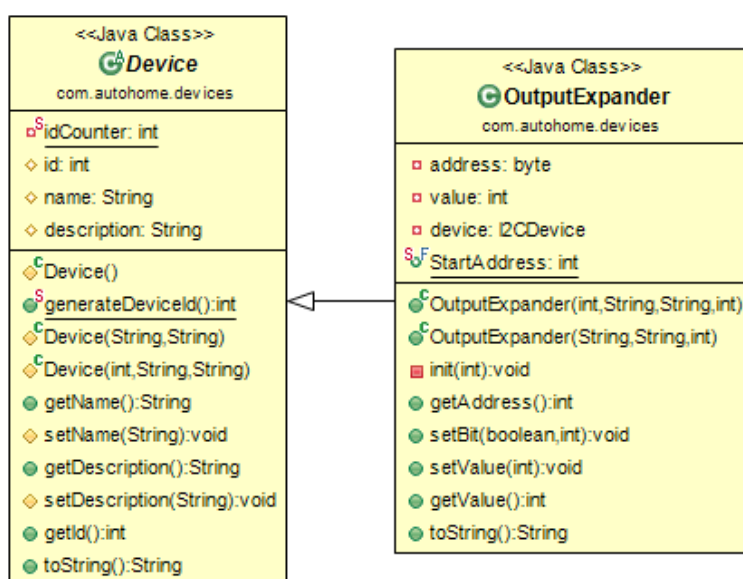 <<Java Class>>
Device
com.autohome.devices
idCounter: int
id: int
name: String
description: String
Device()
generateDeviceId():int
Device(String,String)
Device(int,String,String)
getName():String
setName(String):void
getDescription():String
setDescription(String):void
getId():int
toString():String
<<Java Class>>
OutputExpander
com.autohome.devices
address: byte
value: int
device: I2CDevice
StartAddress: int
OutputExpander(int,String,String,int)
OutputExpander(String,String,int)
init(int):void
getAddress():int
setBit(boolean,int):void
setValue(int):void
getValue():int
toString():String